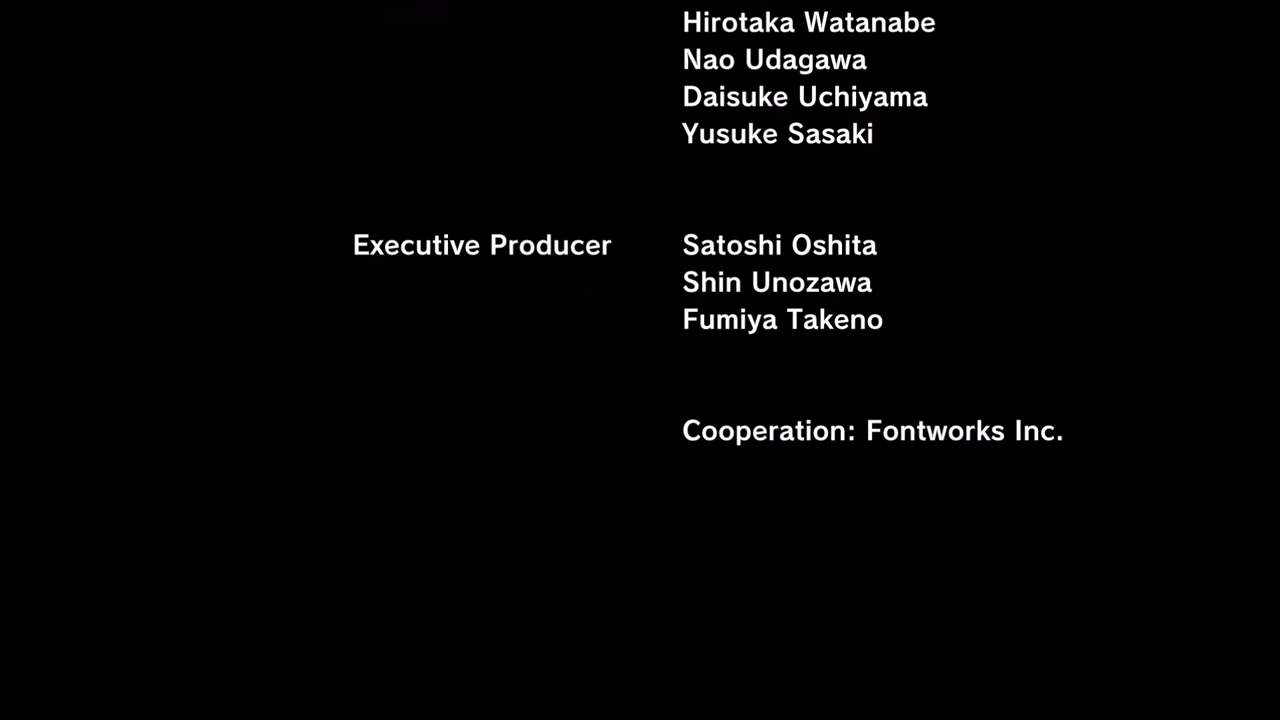 Hirotaka Watanabe
Nao Udagawa
Daisuke Uchiyama
Yusuke Sasaki
Executive Producer Satoshi Oshita
Shin Unozawa
Fumiya Takeno
Cooperation: Fontworks Inc.